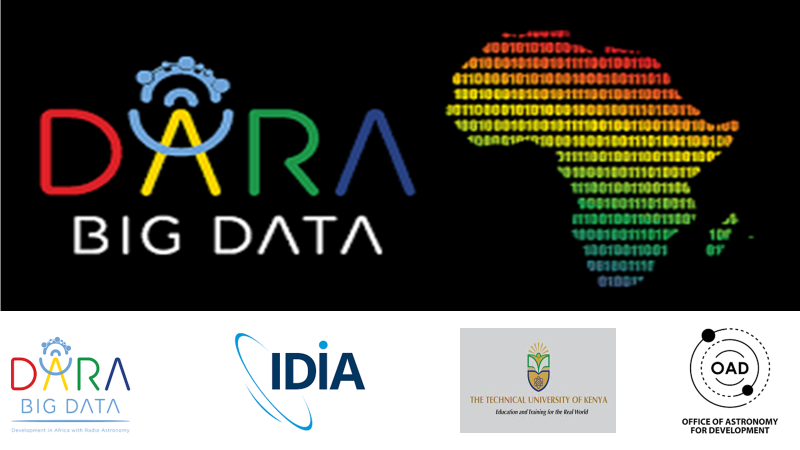 DARA
BIG DATA
DARA
BIG DATA
Development in Africa with Radio Astronomy
IDIA
THE TECHNICAL UNIVERSITY OF KENYA
Education and Training for the Real World
OAD
OFFICE OF ASTRONOMY
FOR DEVELOPMENT